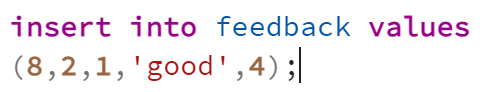 insert into feedback values
(8,2,1,'good',4);